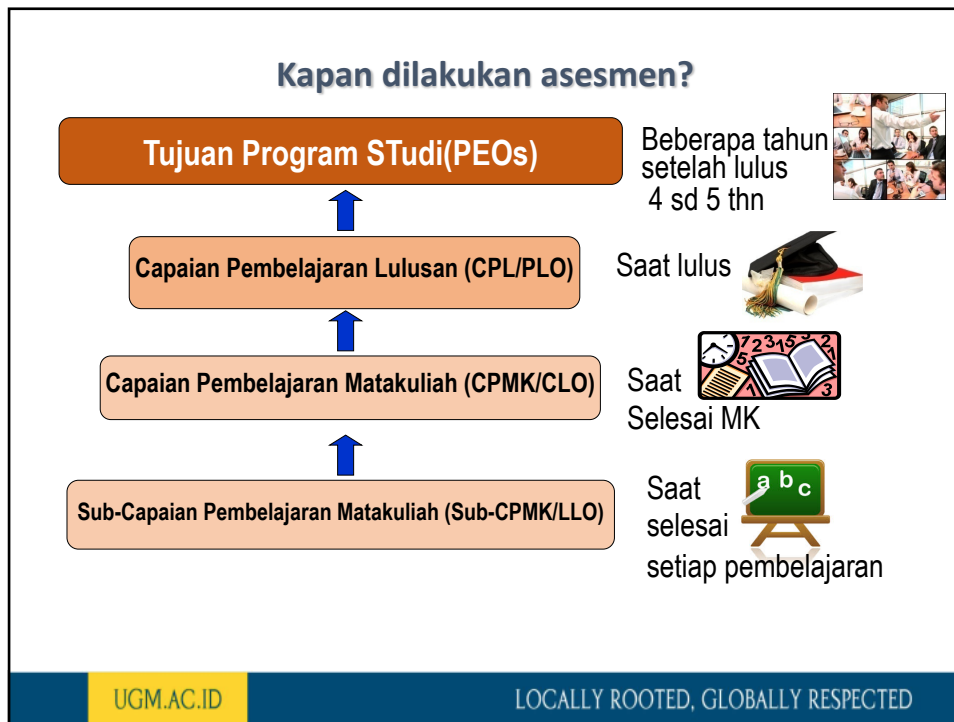 Kapan dilakukan asesmen?
Tujuan Program STudi(PEOs)
Beberapa tahun
setelah lulus
4 sd 5 thn
Capaian Pembelajaran Lulusan (CPL/PLO)
Saat lulus
Capaian Pembelajaran Matakuliah (CPMK/CLO)
Saat
Selesai MK
Sub-Capaian Pembelajaran Matakuliah (Sub-CPMK/LLO)
Saat
selesai
setiap pembelajaran
a b c
UGM.AC.ID
LOCALLY ROOTED, GLOBALLY RESPECTED